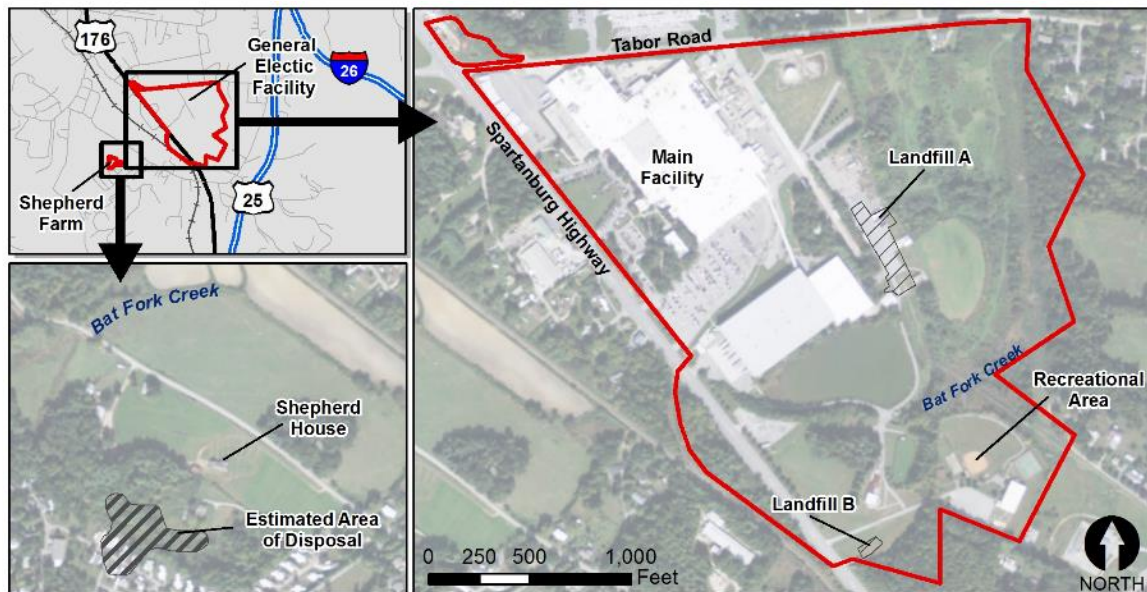 176
General
Electic
Facility
26
25
Shepherd
Farm
Tabor Road
Spartanburg Highway
Main
Facility
Landfill A
Bat Fork Creek
Recreational
Area
Landfill B
0 250 500 1,000
Feet
NORTH
Bat Fork Creek
Shepherd
House
Estimated Area
of Disposal